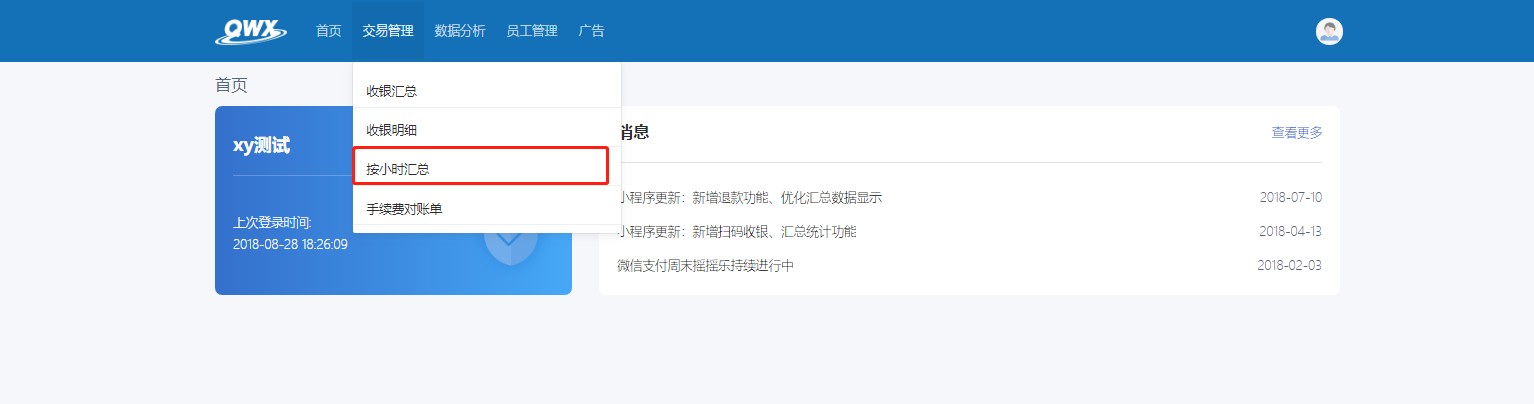 QWX 首页 交易管理 数据分析 员工管理 广告
首页
收银汇总
收银明细
按小时汇总
手续费对账单
xy测试
上次登录时间:
2018-08-28 18:26:09
消息 查看更多
小程序更新：新增退款功能、优化汇总数据显示 2018-07-10
小程序更新：新增扫码收银、汇总统计功能 2018-04-13
微信支付周末摇摇乐持续进行中 2018-02-03